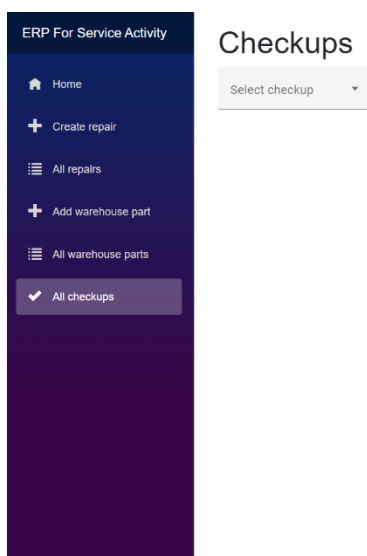 ERP For Service Activity
Home
Create repair
All repairs
Add warehouse part
All warehouse parts
All checkups
Checkups
Select checkup